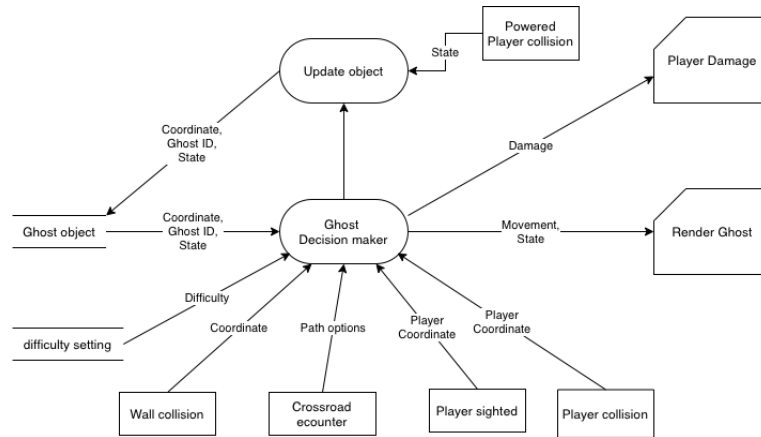 Powered
Player collision
State
Update object
Player Damage
Coordinate,
Ghost ID,
State
Damage
Ghost object
Coordinate,
Ghost ID,
State
Ghost
Decision maker
Movement,
State
Render Ghost
Difficulty
difficulty setting
Coordinate
Path options
Player
Coordinate
Player
Coordinate
Wall collision
Crossroad
ecounter
Player sighted
Player collision